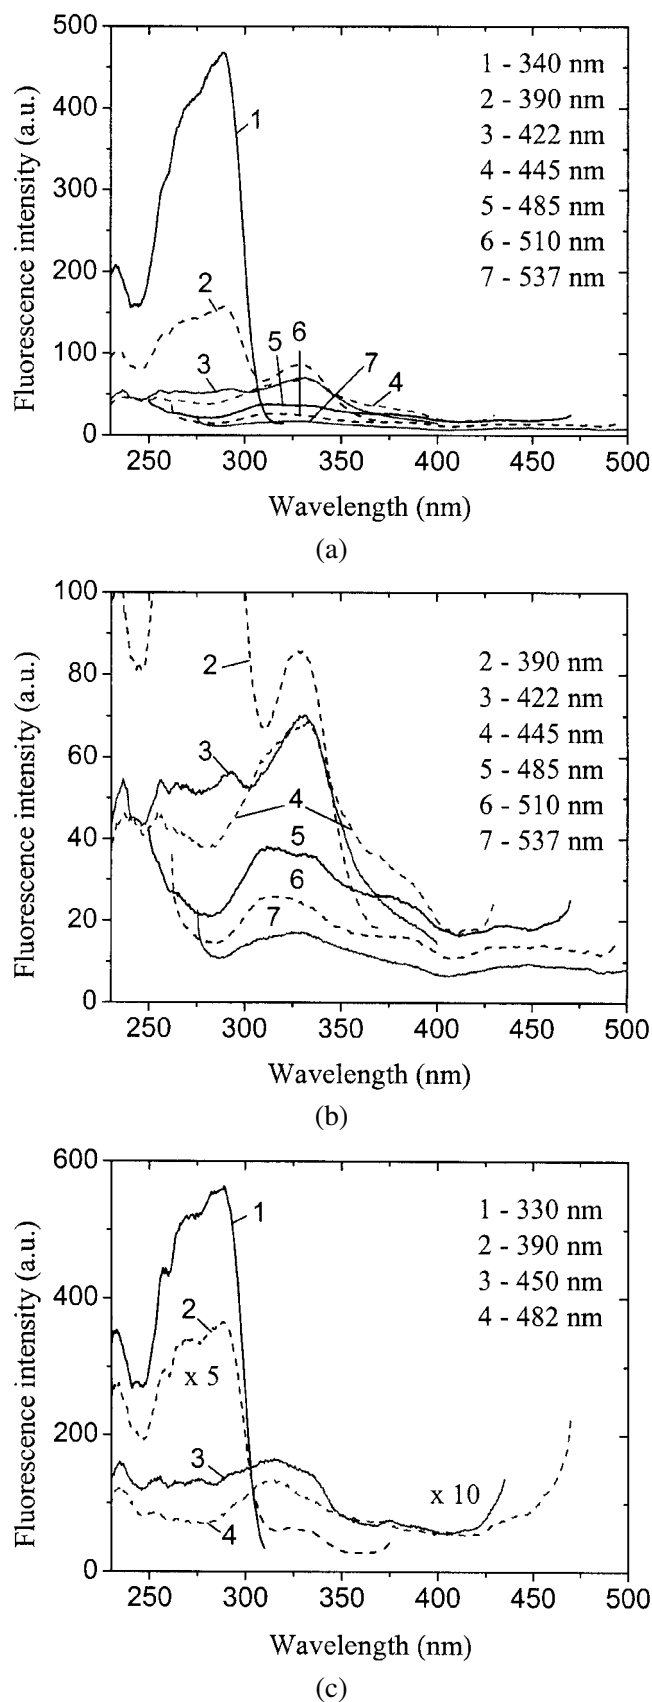 500
400
300
200
100
0
Fluorescence intensity (a.u.)
1 - 340 nm
2 - 390 nm
3 - 422 nm
4 - 445 nm
5 - 485 nm
6 - 510 nm
7 - 537 nm
1
2
3
5
6
7
4
250 300 350 400 450 500
Wavelength (nm)
(a)
100
80
60
40
20
0
Fluorescence intensity (a.u.)
2 - 390 nm
3 - 422 nm
4 - 445 nm
5 - 485 nm
6 - 510 nm
7 - 537 nm
2
3
4
5
6
7
250 300 350 400 450 500
Wavelength (nm)
(b)
600
400
200
0
Fluorescence intensity (a.u.)
1 - 330 nm
2 - 390 nm
3 - 450 nm
4 - 482 nm
1
2
x 5
3
x 10
4
250 300 350 400 450 500
Wavelength (nm)
(c)